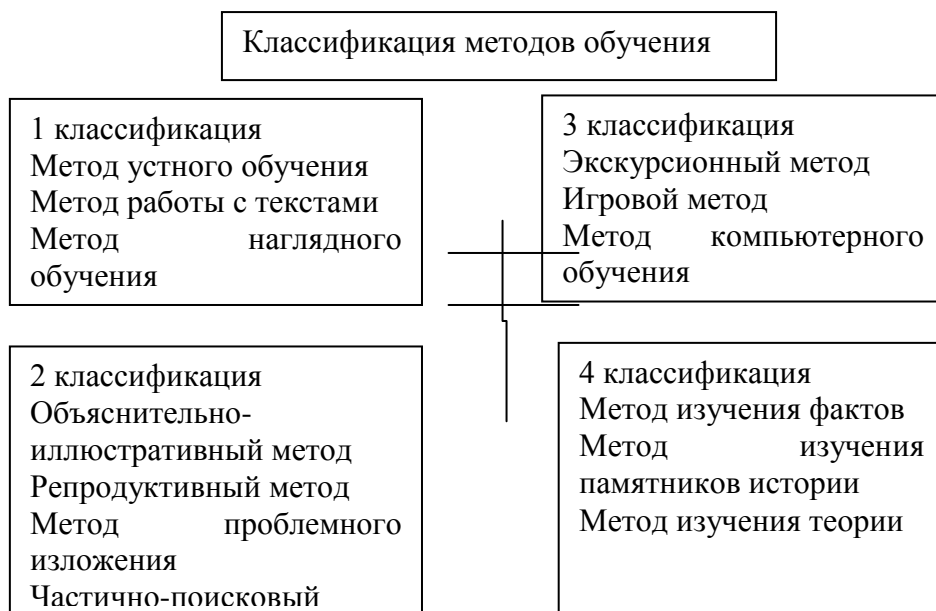 Классификация методов обучения
1 классификация
Метод устного обучения
Метод работы с текстами
Метод наглядного
обучения
3 классификация
Экскурсионный метод
Игровой метод
Метод компьютерного
обучения
2 классификация
Объяснительно-
иллюстративный метод
Репродуктивный метод
Метод проблемного
изложения
Частично-поисковый
4 классификация
Метод изучения фактов
Метод изучения
памятников истории
Метод изучения теории